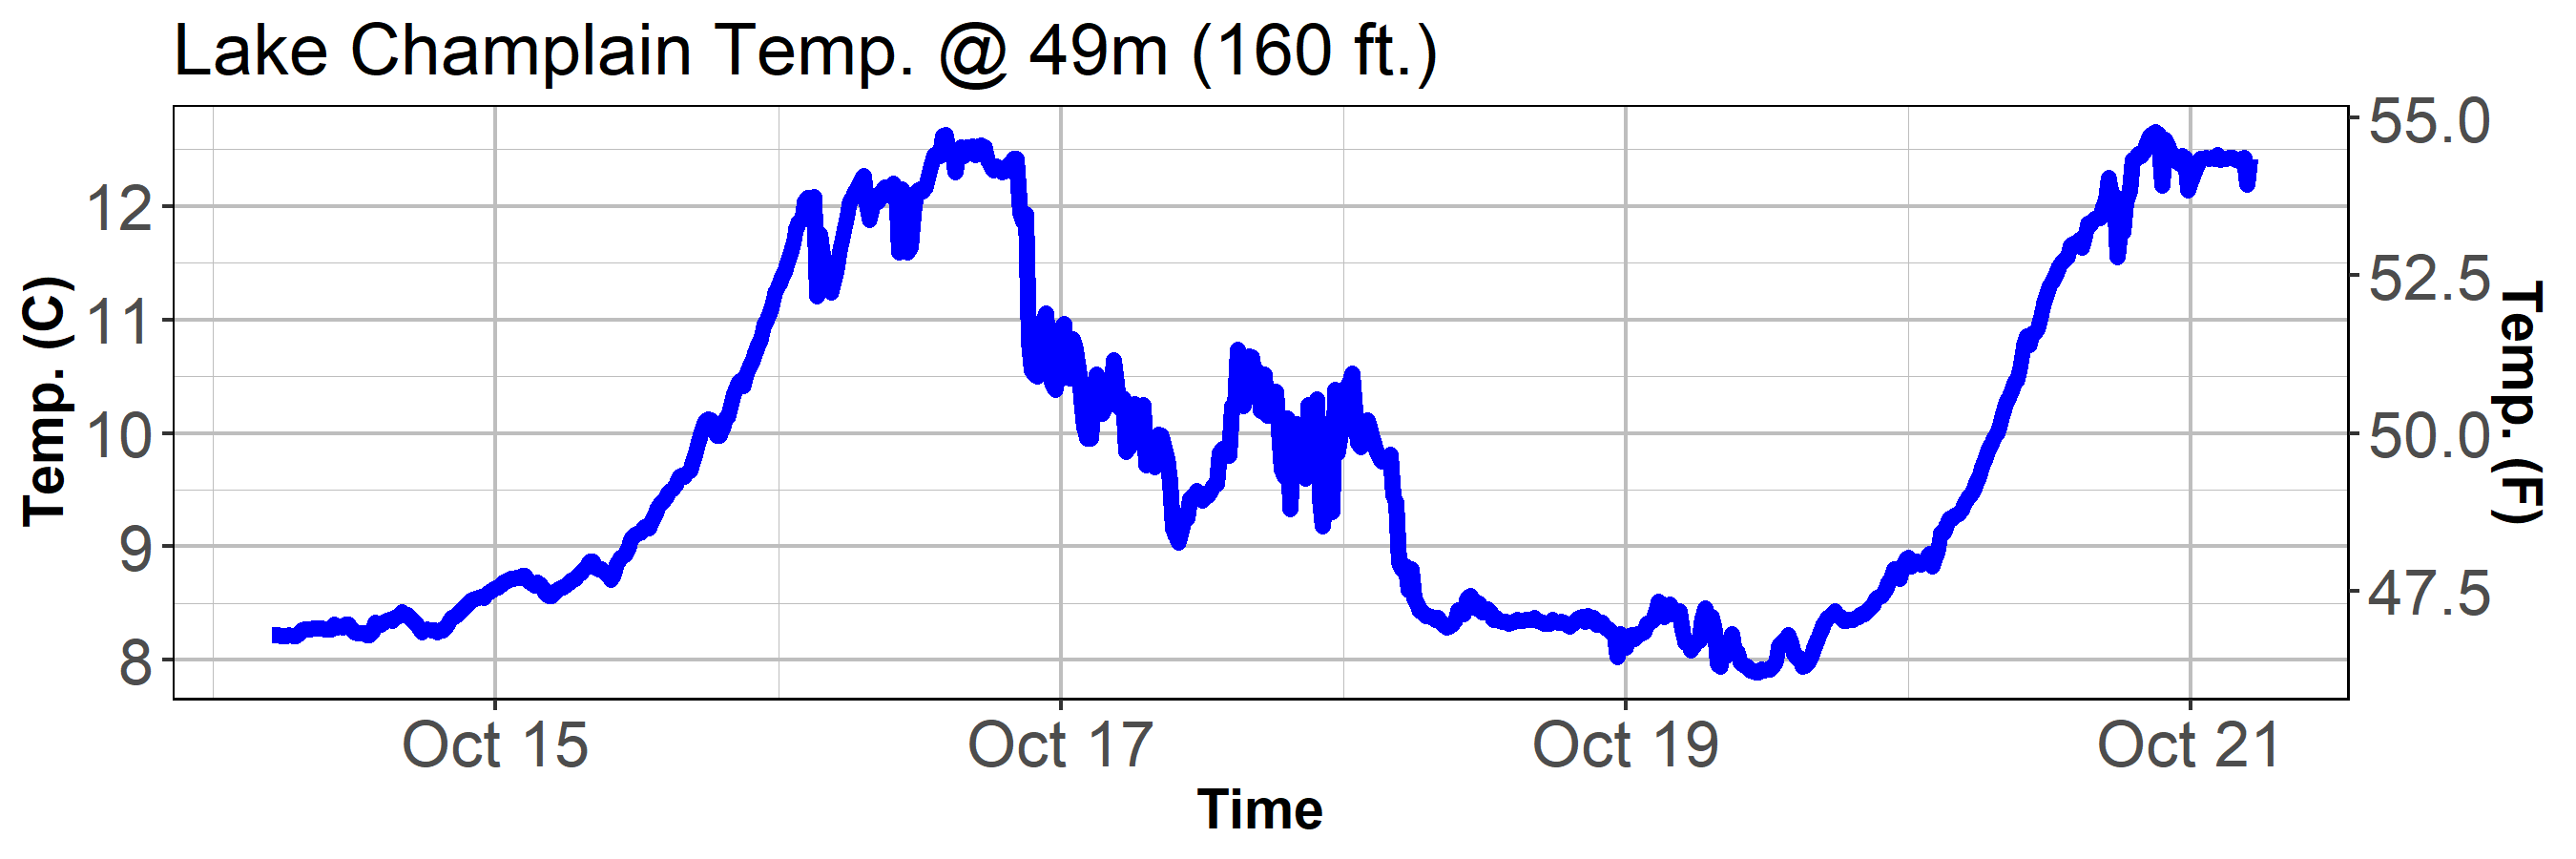 Lake Champlain Temp. @ 49m (160 ft.)
Temp. (C)
12
11
10
9
8
55.0
52.5
50.0
47.5
Temp. (F)
Oct 15
Oct 17
Oct 19
Oct 21
Time